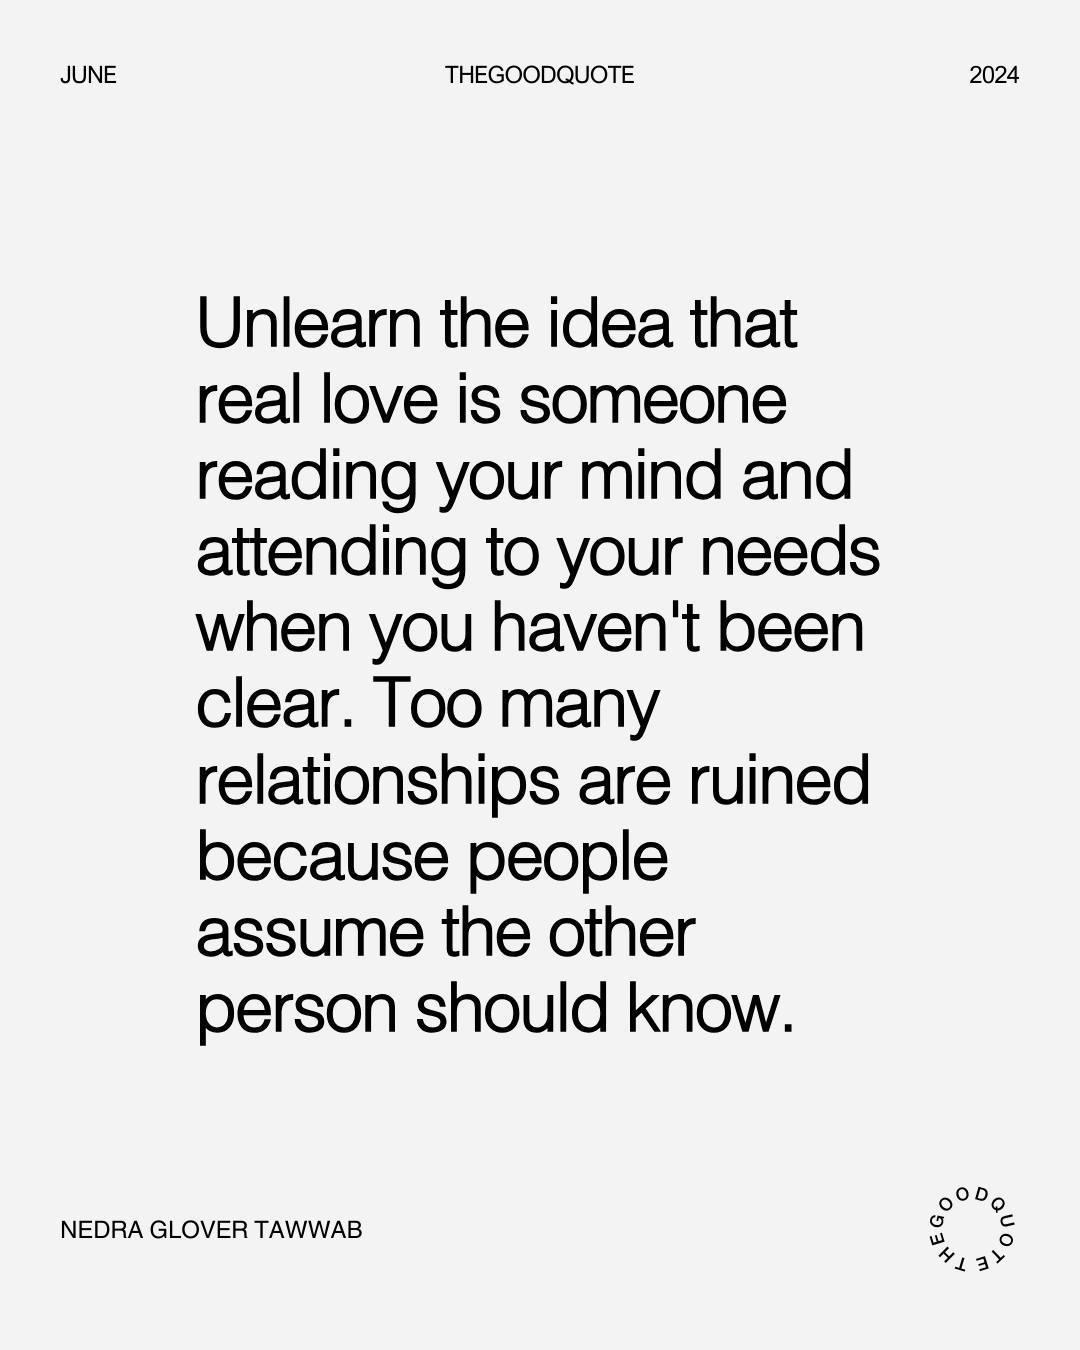 JUNE THEGOODQUOTE 2024
Unlearn the idea that
real love is someone
reading your mind and
attending to your needs
when you haven't been
clear. Too many
relationships are ruined
because people
assume the other
person should know.
NEDRA GLOVER TAWWAB
THEGOODQUOTE